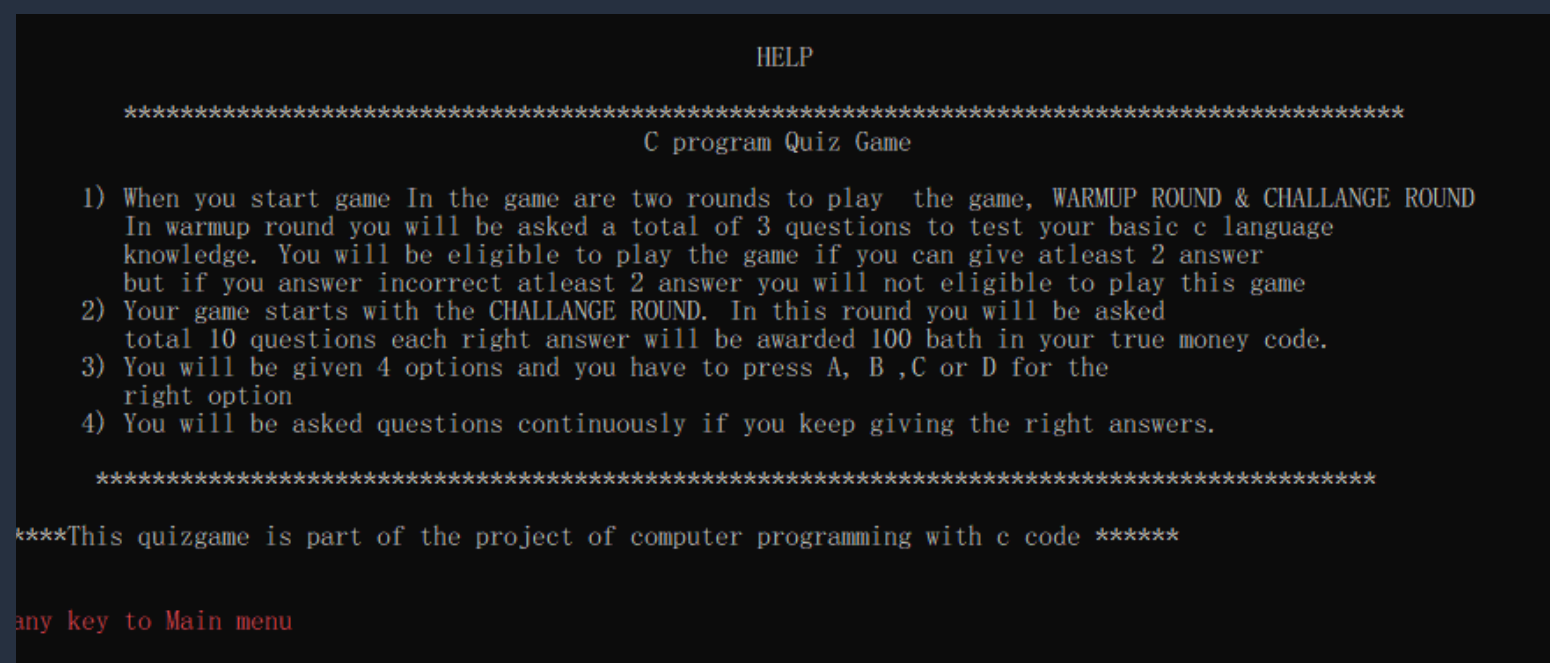 HELP
*******************************************************************************************
C program Quiz Game
1) When you start game In the game are two rounds to play  the game, WARMUP ROUND & CHALLANGE ROUND
In warmup round you will be asked a total of 3 questions to test your basic c language
knowledge. You will be eligible to play the game if you can give atleast 2 answer
but if you answer incorrect atleast 2 answer you will not eligible to play this game
2) Your game starts with the CHALLANGE ROUND. In this round you will be asked
total 10 questions each right answer will be awarded 100 bath in your true money code.
3) You will be given 4 options and you have to press A, B ,C or D for the
right option
4) You will be asked questions continuously if you keep giving the right answers.
*******************************************************************************************
****This quizgame is part of the project of computer programming with c code ******
any key to Main menu